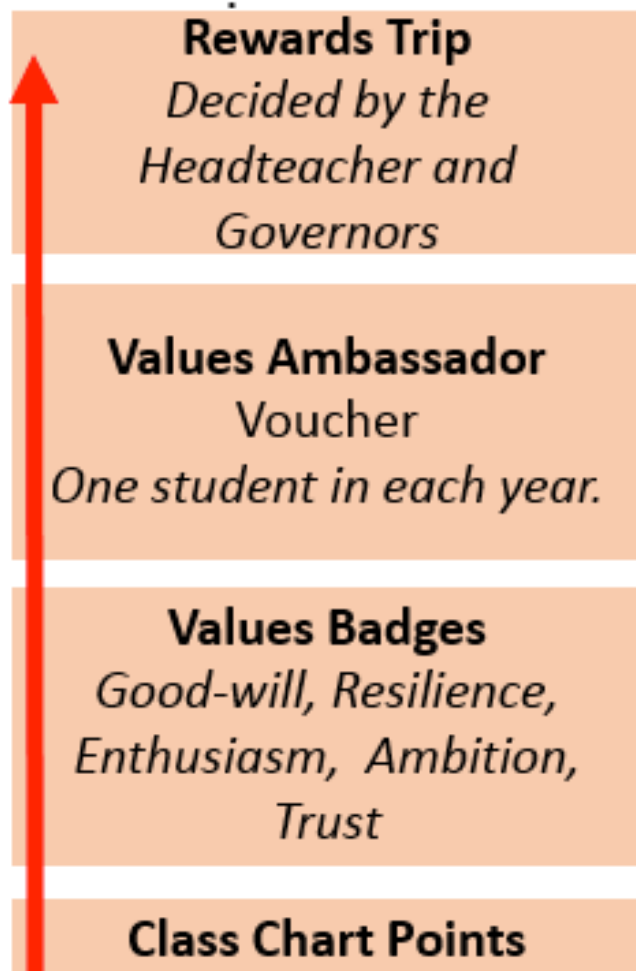 Rewards Trip
Decided by the
Headteacher and
Governors
Values Ambassador
Voucher
One student in each year.
Values Badges
Good-will, Resilience,
Enthusiasm,  Ambition,
Trust
Class Chart Points